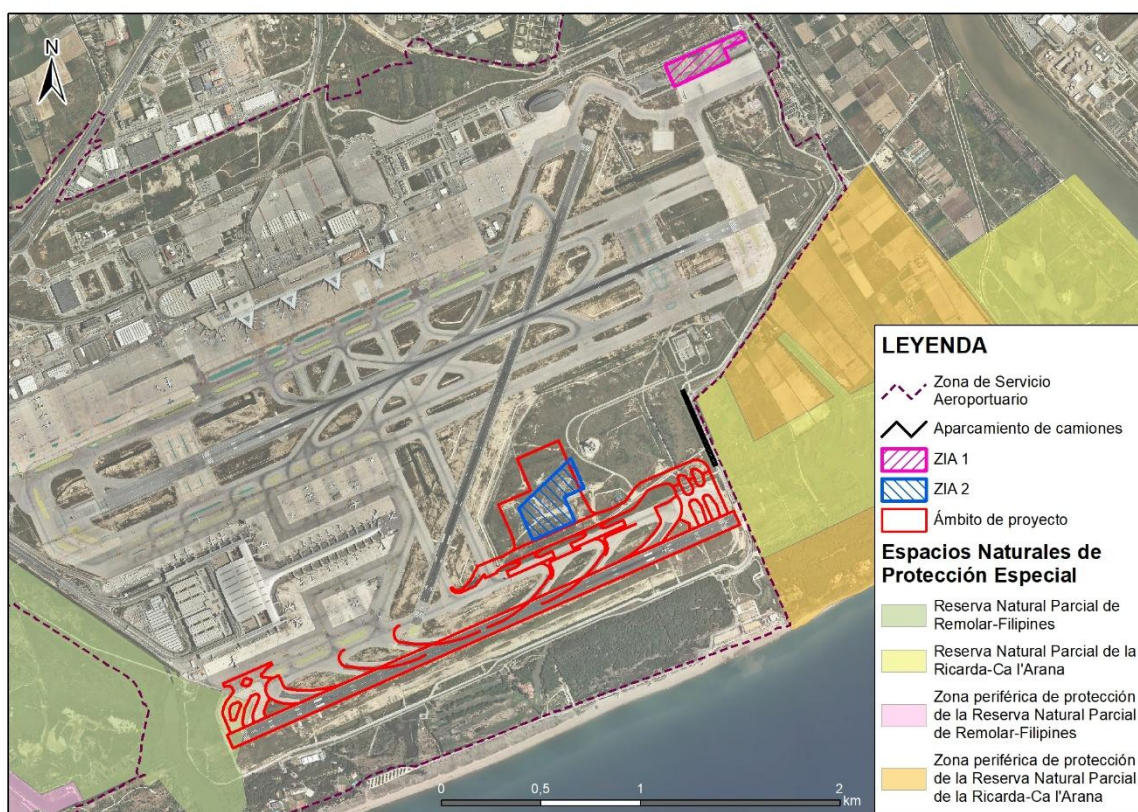 N
LEYENDA
Zona de Servicio
Aeroportuario
Aparcamiento de camiones
ZIA 1
ZIA 2
Ámbito de proyecto
Espacios Naturales de
Protección Especial
Reserva Natural Parcial de
Remolar-Filipines
Reserva Natural Parcial de la
Ricarda-Ca l'Arana
Zona periférica de protección
de la Reserva Natural Parcial
de Remolar-Filipines
Zona periférica de protección
de la Reserva Natural Parcial
de la Ricarda-Ca l'Arana
0 0,5 1 2
km